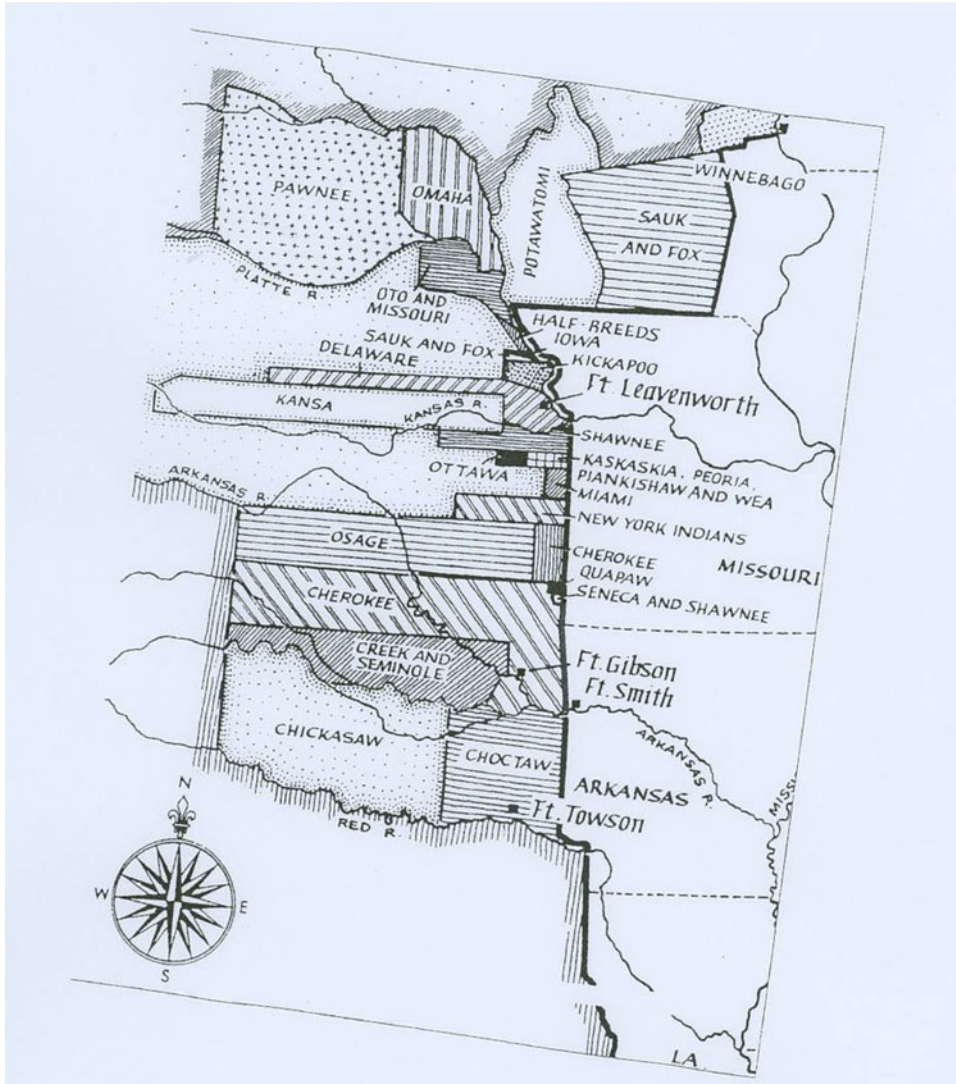 WINNEBAGO
PAWNEE
OMAHA
POTAWATOMI
SAUK
AND FOX
PLATTE R.
OTO AND
MISSOURI
HALF-BREEDS
IOWA
SAUK AND FOX
DELAWARE
KICKAPOO
Ft. Leavenworth
KANSA
KANSAS R.
SHAWNEE
OTTAWA
KASKASKIA, PEORIA,
PIANKISHAW AND WEA
MIAMI
ARKANSAS R.
NEW YORK INDIANS
OSAGE
CHEROKEE
MISSOURI
QUAPAW
SENECA AND SHAWNEE
CHEROKEE
CREEK AND
SEMINOLE
Ft. Gibson
Ft. Smith
CHICKASAW
CHOCTAW
ARKANSAS R.
ARKANSAS
MISSI
Ft. Towson
RED R.
N
W
E
S
LA.